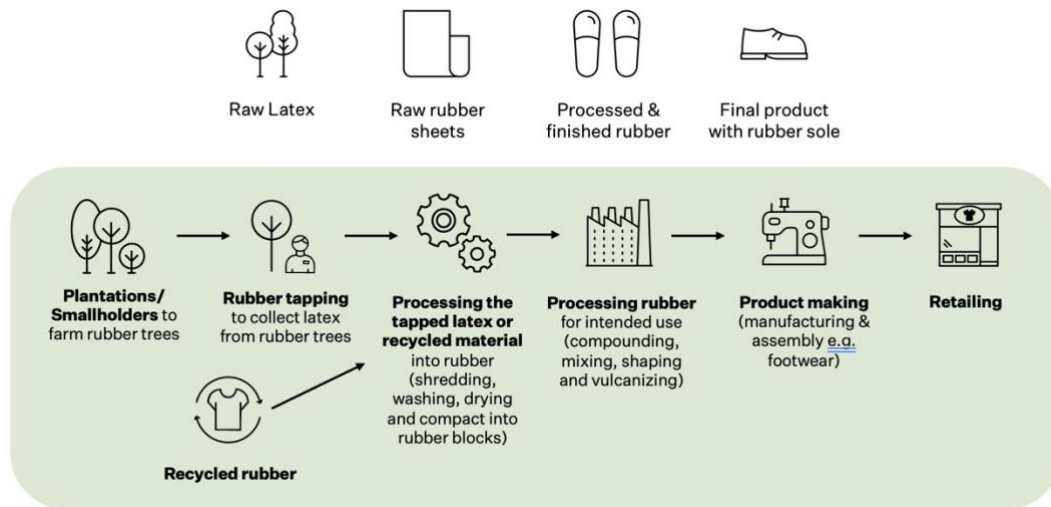 Raw Latex
Raw rubber
sheets
Processed &
finished rubber
Final product
with rubber sole
Plantations/
Smallholders to
farm rubber trees
Rubber tapping
to collect latex
from rubber trees
Processing the
tapped latex or
recycled material
into rubber
(shredding,
washing, drying
and compact into
rubber blocks)
Processing rubber
for intended use
(compounding,
mixing, shaping
and vulcanizing)
Product making
(manufacturing &
assembly e.g.
footwear)
Retailing
Recycled rubber